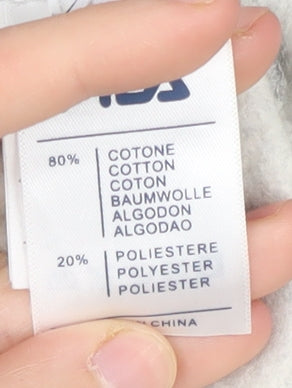 80% COTONE
COTTON
COTON
BAUMWOLLE
ALGODON
ALGODAO
20% POLIESTERE
POLYESTER
POLIESTER
CHINA